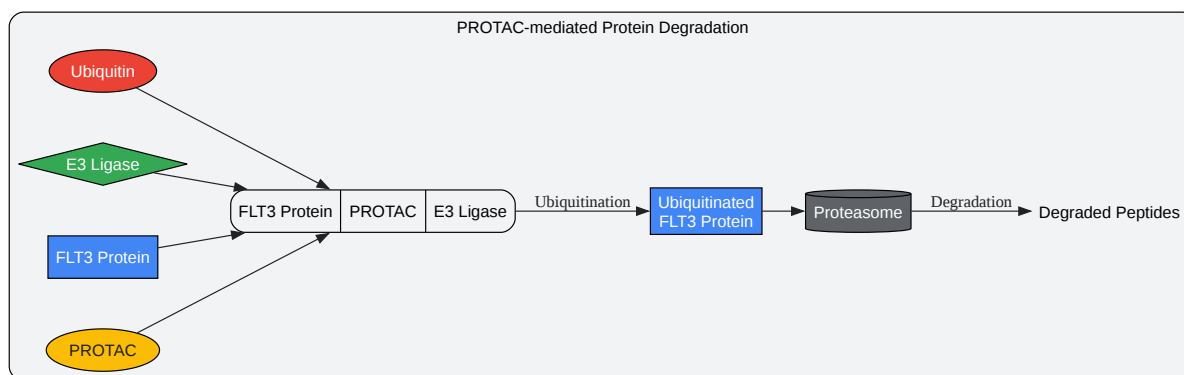 PROTAC-mediated Protein Degradation
Ubiquitin
E3 Ligase
FLT3 Protein
PROTAC
FLT3 Protein
PROTAC
E3 Ligase
Ubiquitination
Ubiquitinated
FLT3 Protein
Proteasome
Degradation
Degraded Peptides